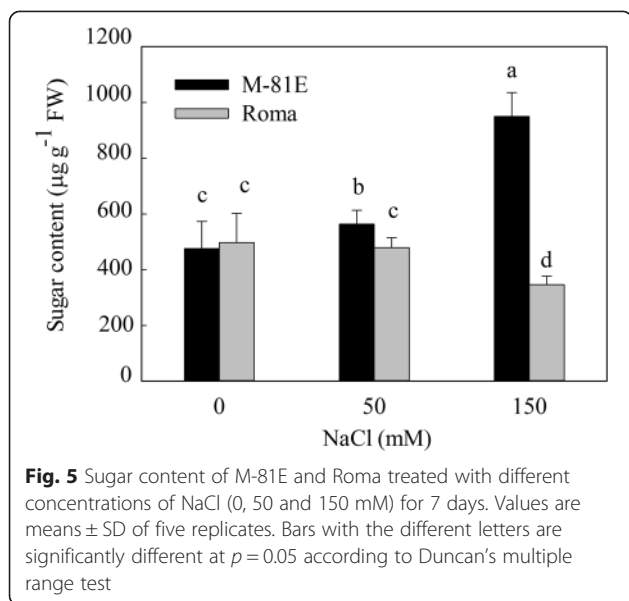 1200
1000
800
600
400
200
0
Sugar content (µg g-1 FW)
M-81E
Roma
c
c
b
c
a
d
0
50
150
NaCl (mM)
Fig. 5 Sugar content of M-81E and Roma treated with different
concentrations of NaCl (0, 50 and 150 mM) for 7 days. Values are
means ± SD of five replicates. Bars with the different letters are
significantly different at p = 0.05 according to Duncan's multiple
range test